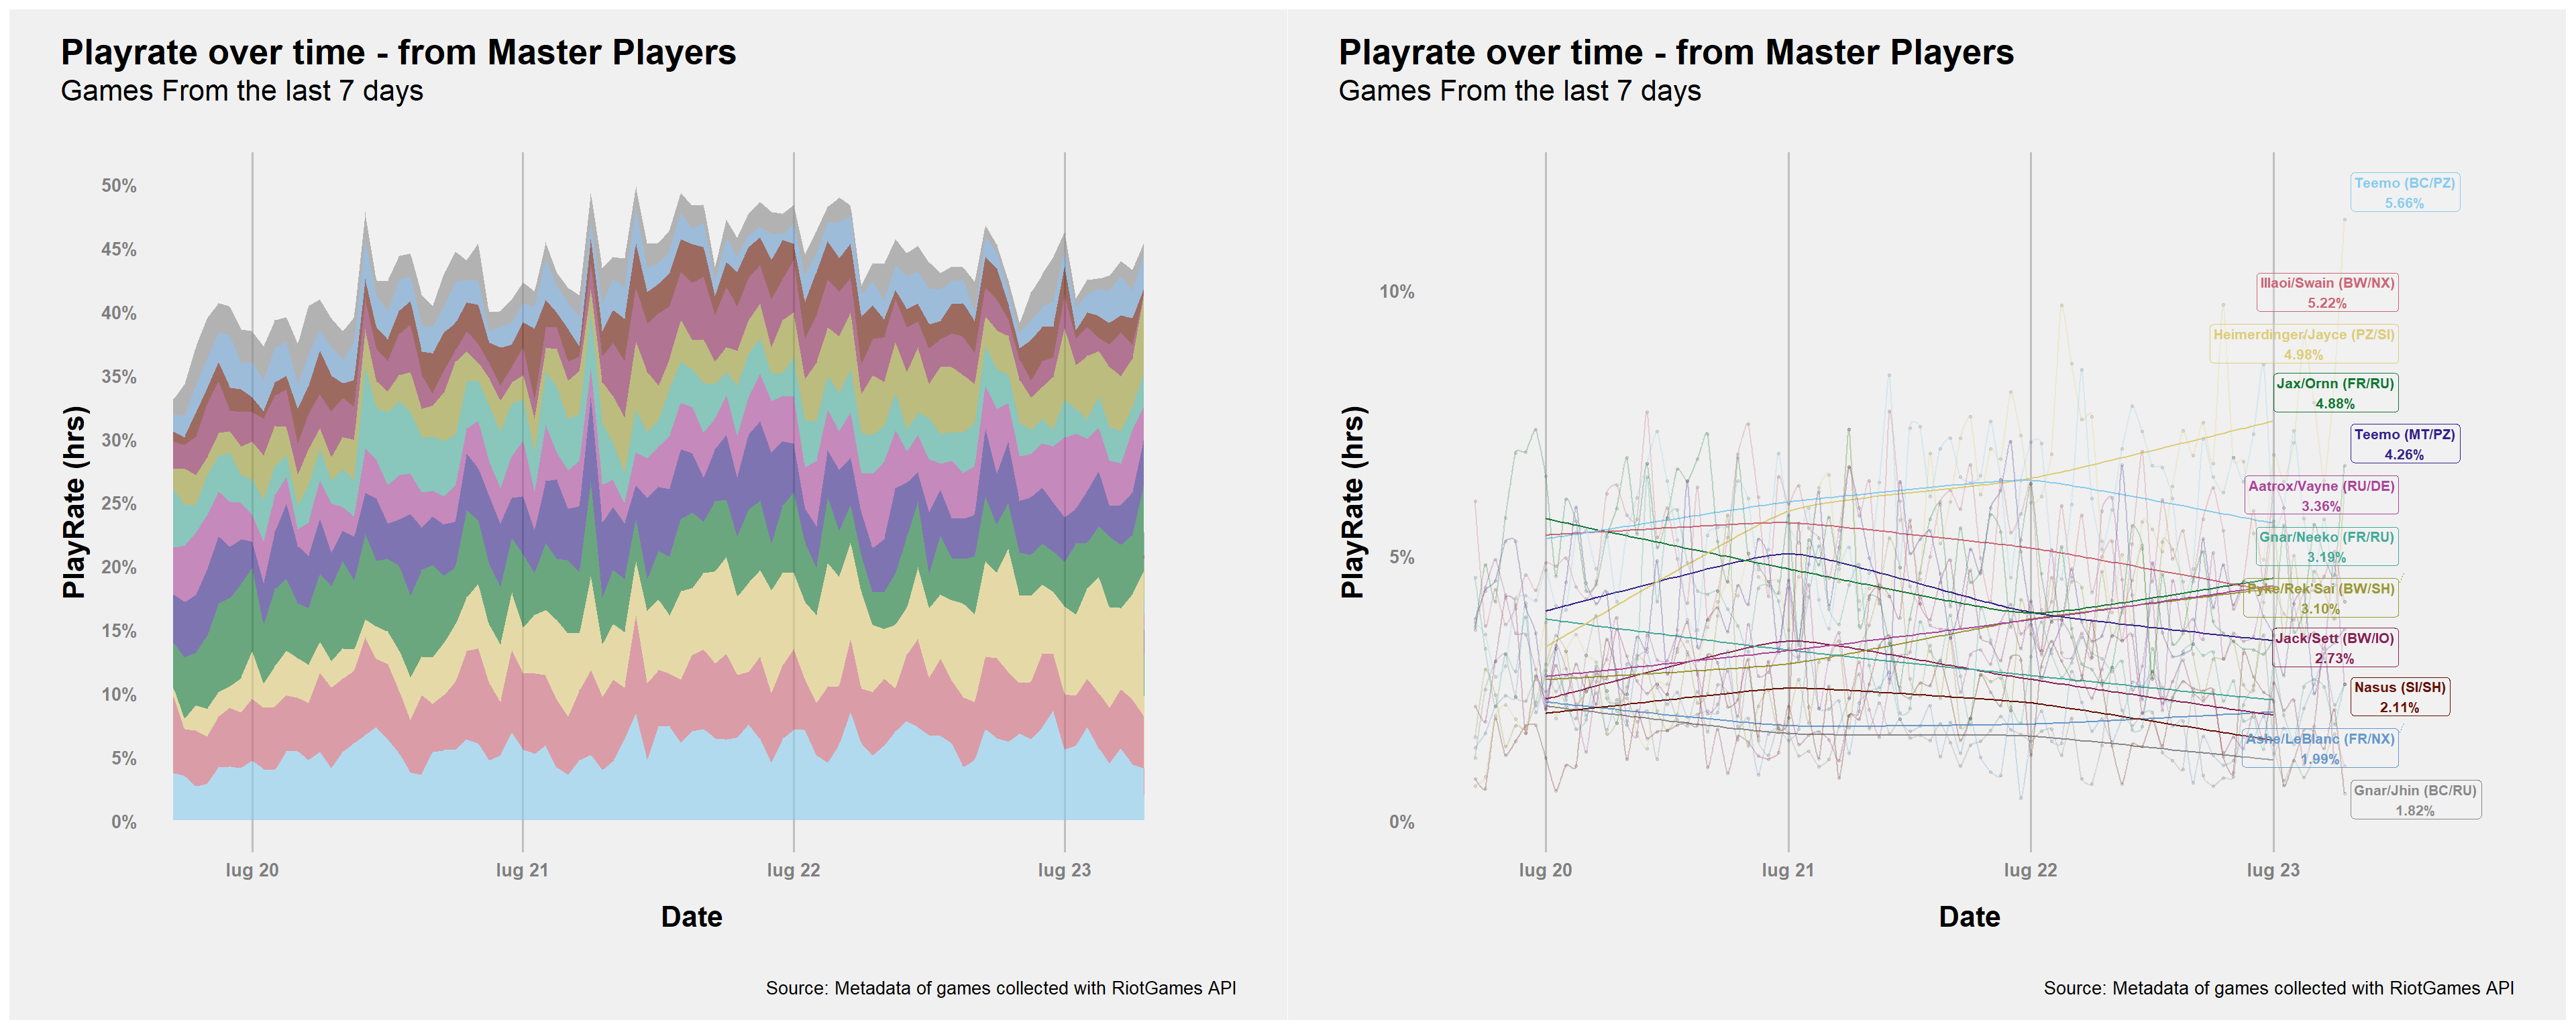 Playrate over time - from Master Players
Games From the last 7 days
50%
45%
40%
35%
30%
25%
20%
15%
10%
5%
0%
PlayRate (hrs)
lug 20
lug 21
lug 22
lug 23
Date
Source: Metadata of games collected with RiotGames API
Playrate over time - from Master Players
Games From the last 7 days
10%
5%
0%
PlayRate (hrs)
Teemo (BC/PZ)
5.66%
Illaoi/Swain (BW/NX)
5.22%
Heimerdinger/Jayce (PZ/SI)
4.98%
Jax/Ornn (FR/RU)
4.88%
Teemo (MT/PZ)
4.26%
Aatrox/Vayne (RU/DE)
3.36%
Gnar/Neeko (FR/RU)
3.19%
Pyke/Rek'Sai (BW/SH)
3.10%
Jack/Sett (BW/IO)
2.73%
Nasus (SI/SH)
2.11%
Ashe/LeBlanc (FR/NX)
1.99%
Gnar/Jhin (BC/RU)
1.82%
lug 20
lug 21
lug 22
lug 23
Date
Source: Metadata of games collected with RiotGames API